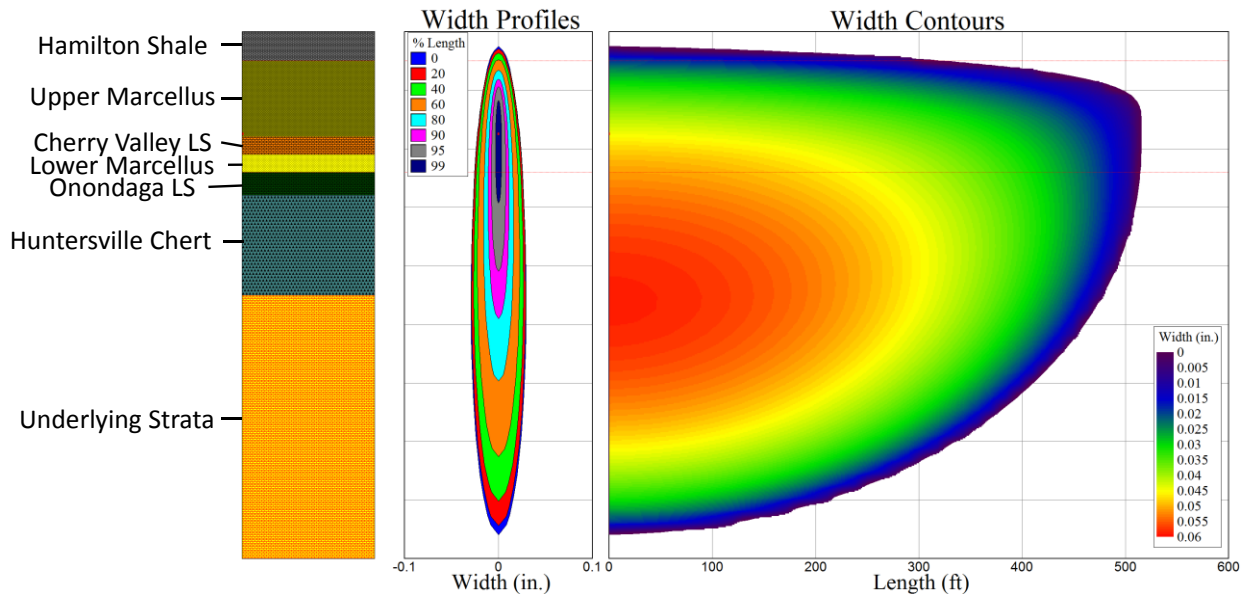 Hamilton Shale
Upper Marcellus
Cherry Valley LS
Lower Marcellus
Onondaga LS
Huntersville Chert
Underlying Strata
Width Profiles
% Length
0
20
40
60
80
90
95
99
-0.1
0
0.1
Width (in.)
Width Contours
Width (in.)
0
0.005
0.01
0.015
0.02
0.025
0.03
0.035
0.04
0.045
0.05
0.055
0.06
0
100
200
300
400
500
600
Length (ft)